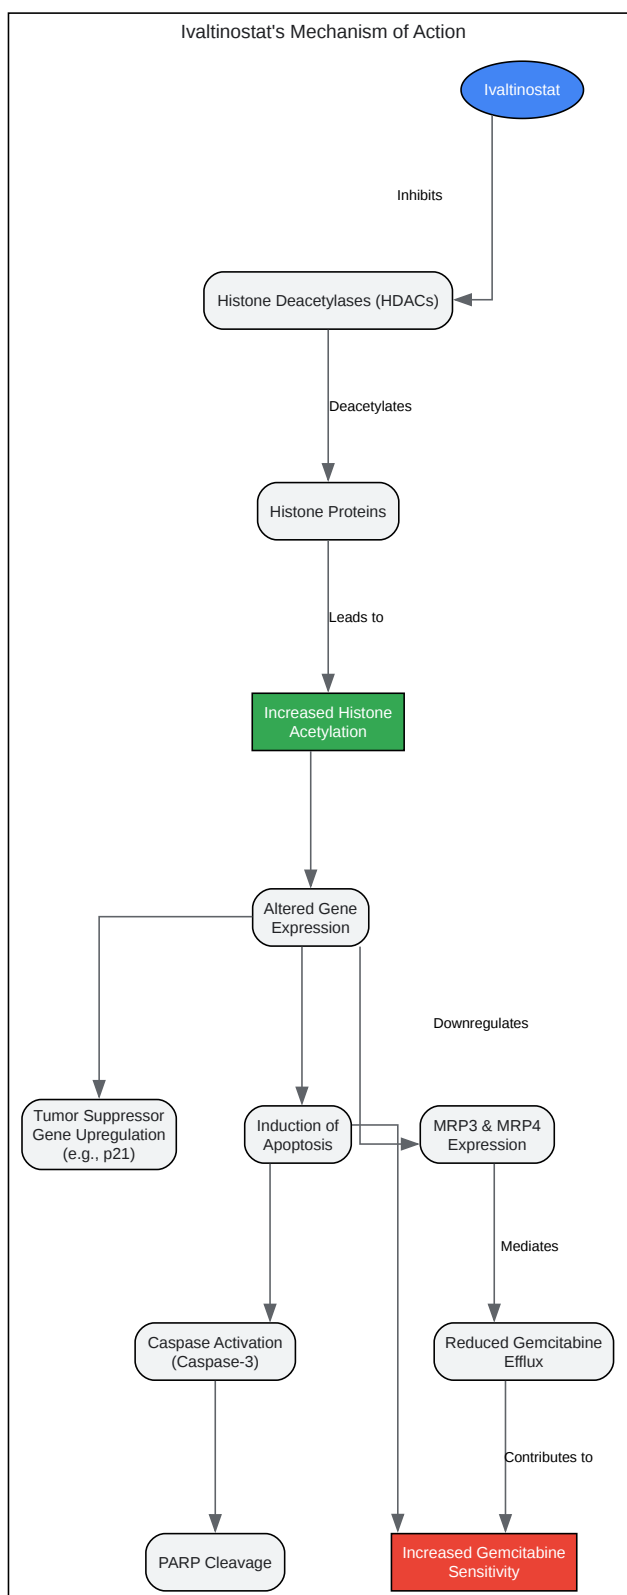 Ivaltinostat's Mechanism of Action
Ivaltinostat
Inhibits
Histone Deacetylases (HDACs)
Deacetylates
Histone Proteins
Leads to
Increased Histone
Acetylation
Altered Gene
Expression
Downregulates
Tumor Suppressor
Gene Upregulation
(e.g., p21)
Induction of
Apoptosis
MRP3 & MRP4
Expression
Mediates
Caspase Activation
(Caspase-3)
Reduced Gemcitabine
Efflux
Contributes to
PARP Cleavage
Increased Gemcitabine
Sensitivity